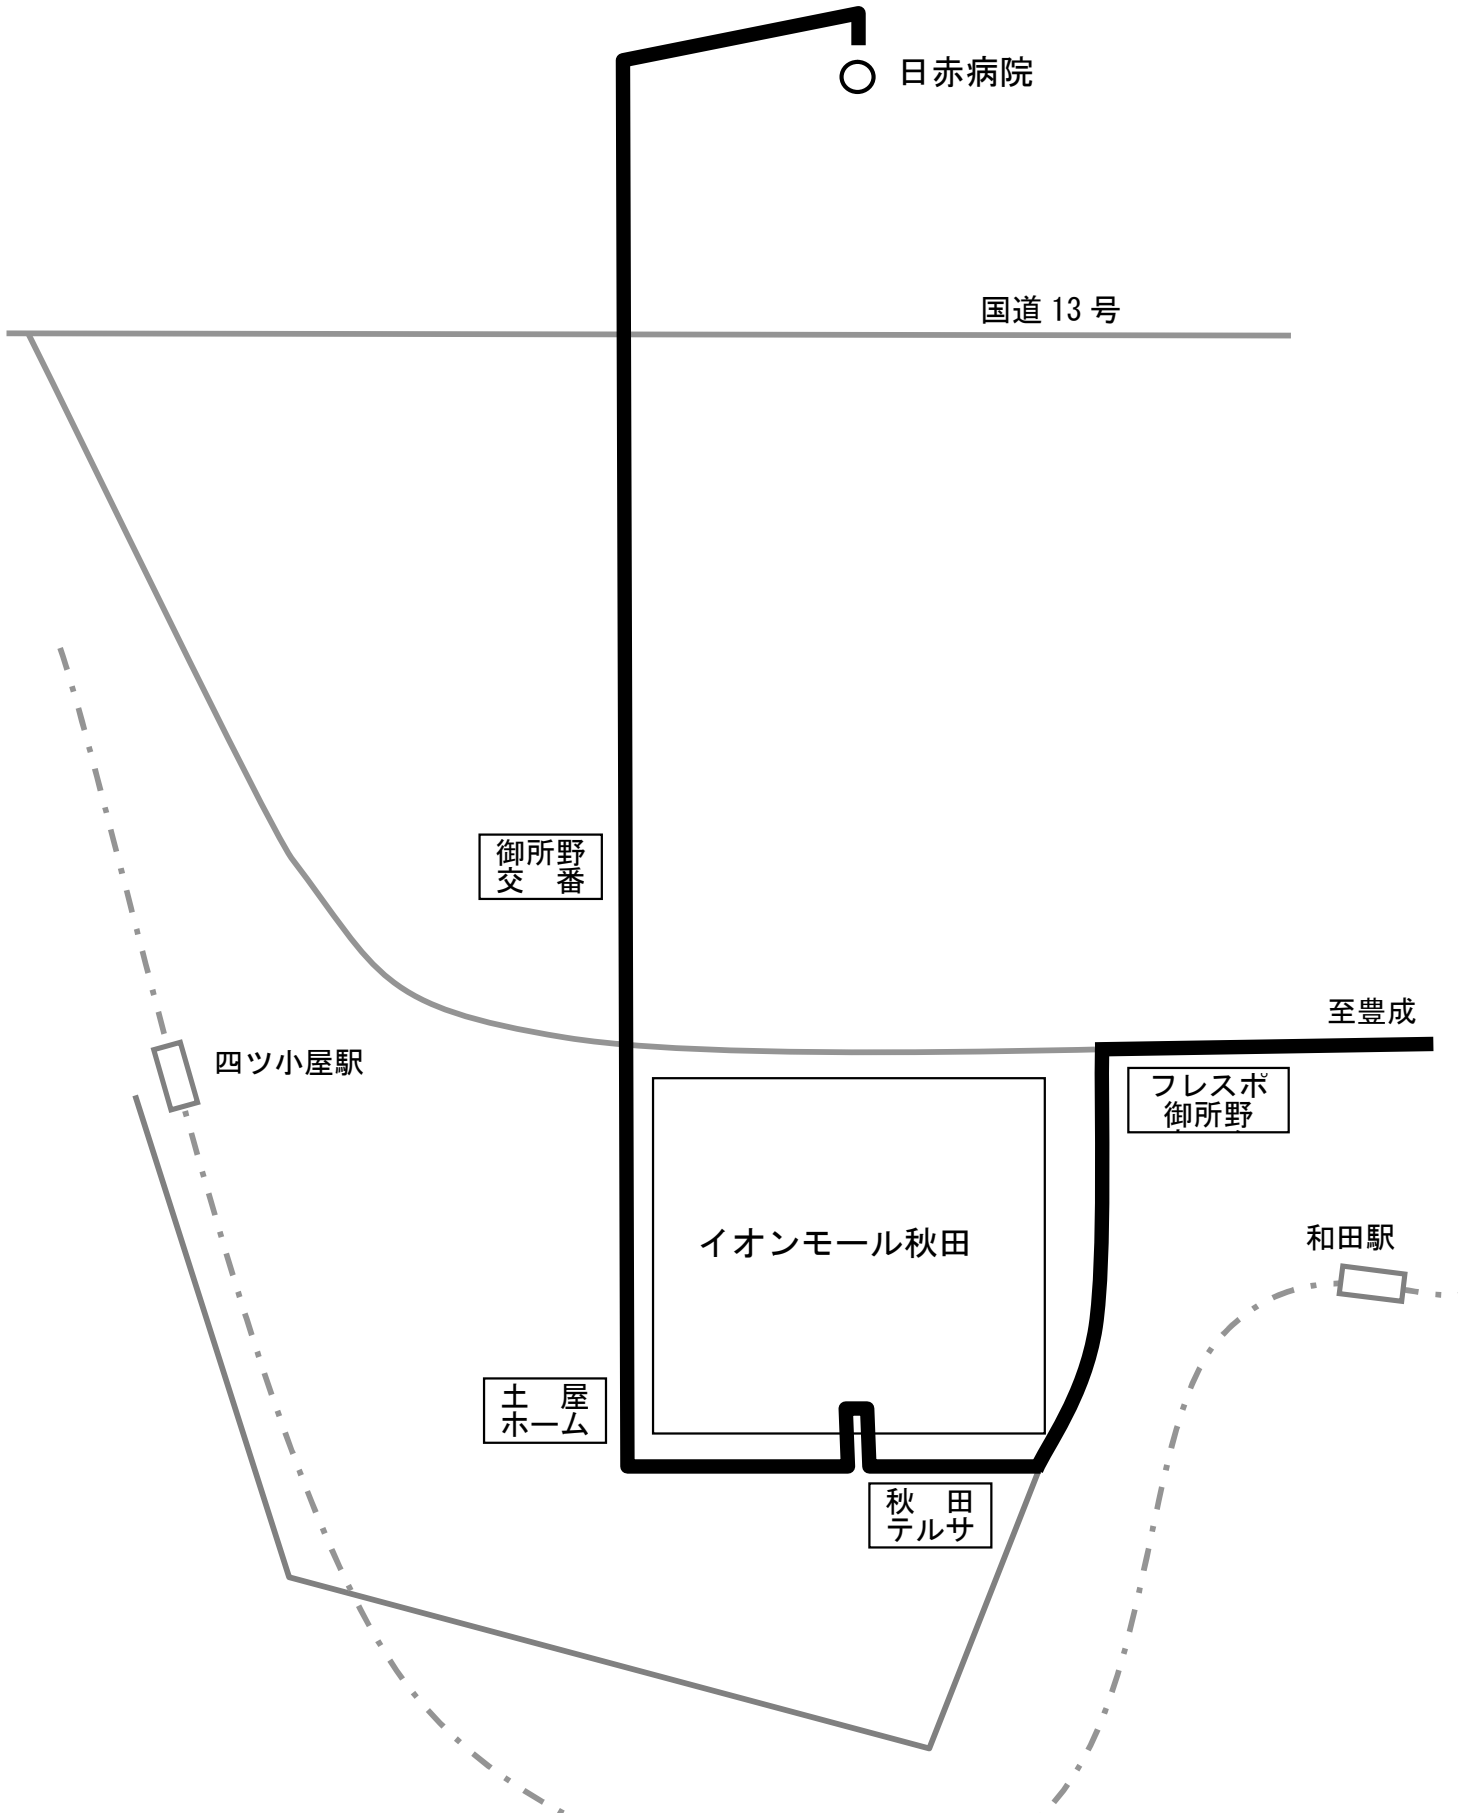 日赤病院
国道 13 号
御所野
交　番
至豊成
四ツ小屋駅
フレスポ
御所野
イオンモール秋田
和田駅
土　屋
ホーム
秋　田
テルサ